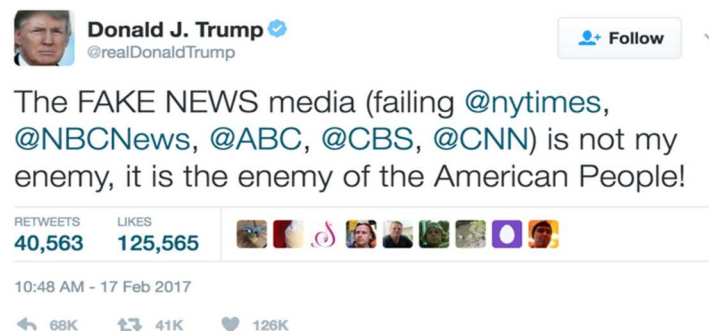 Donald J. Trump
@realDonaldTrump
Follow
The FAKE NEWS media (failing @nytimes,
@NBCNews, @ABC, @CBS, @CNN) is not my
enemy, it is the enemy of the American People!
RETWEETS LIKES
40,563 125,565
10:48 AM - 17 Feb 2017
68K 41K 126K